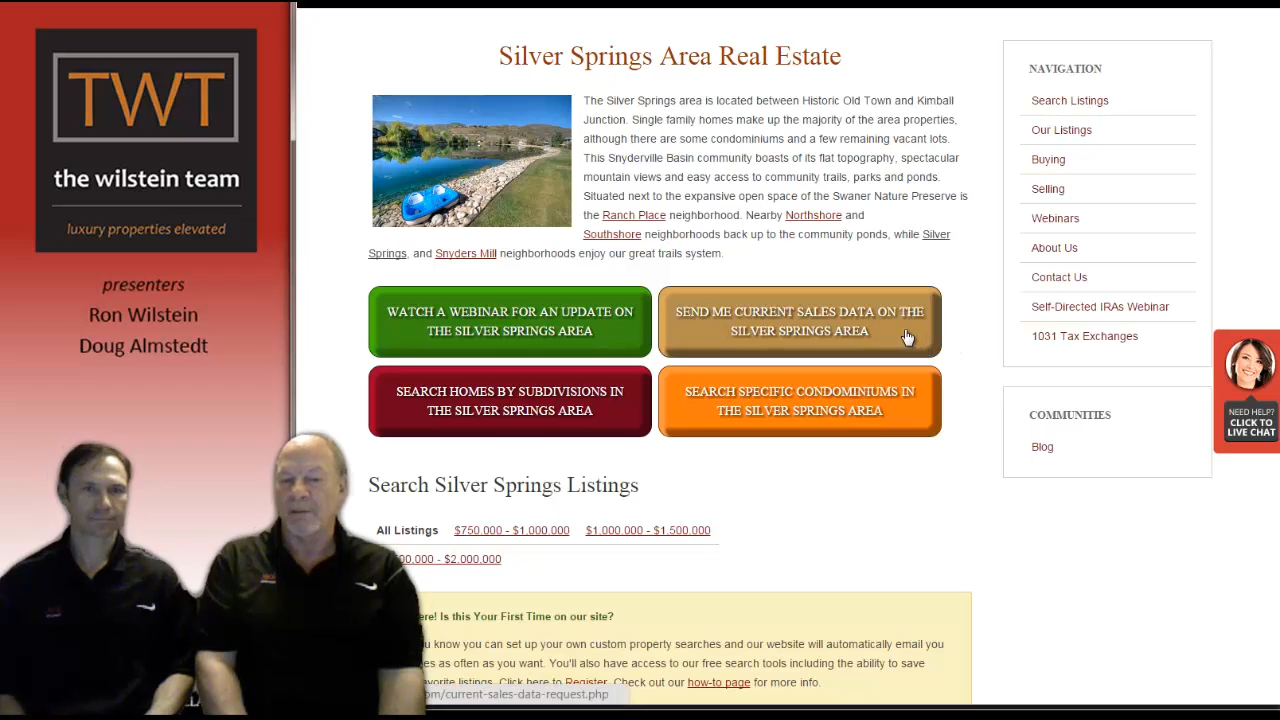 TWT
the wilstein team
luxury properties elevated
presenters
Ron Wilstein
Doug Almstedt
Silver Springs Area Real Estate
The Silver Springs area is located between Historic Old Town and Kimball
Junction. Single family homes make up the majority of the area properties,
although there are some condominiums and a few remaining vacant lots.
This Snyderville Basin community boasts of its flat topography, spectacular
mountain views and easy access to community trails, parks and ponds.
Situated next to the expansive open space of the Swaner Nature Preserve is
the Ranch Place neighborhood. Nearby Northshore and
Southshore neighborhoods back up to the community ponds, while Silver
Springs, and Snyders Mill neighborhoods enjoy our great trails system.
WATCH A WEBINAR FOR AN UPDATE ON
THE SILVER SPRINGS AREA
SEND ME CURRENT SALES DATA ON THE
SILVER SPRINGS AREA
SEARCH HOMES BY SUBDIVISIONS IN
THE SILVER SPRINGS AREA
SEARCH SPECIFIC CONDOMINIUMS IN
THE SILVER SPRINGS AREA
Search Silver Springs Listings
All Listings $750,000 - $1,000,000 $1,000,000 - $1,500,000
00,000 - $2,000,000
ere! Is this Your First Time on our site?
know you can set up your own custom property searches and our website will automatically email you
as often as you want. You'll also have access to our free search tools including the ability to save
favorite listings. Click here to Register. Check out our how-to page for more info.
om/current-sales-data-request.php
NAVIGATION
Search Listings
Our Listings
Buying
Selling
Webinars
About Us
Contact Us
Self-Directed IRAs Webinar
1031 Tax Exchanges
COMMUNITIES
Blog
NEED HELP?
CLICK TO
LIVE CHAT